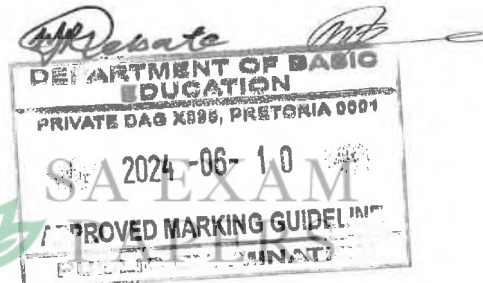 DEPARTMENT OF BASIC
EDUCATION
PRIVATE BAG X895, PRETORIA 0001
2024 -06- 10
SA EXAM
APPROVED MARKING GUIDELINE
PAPERS